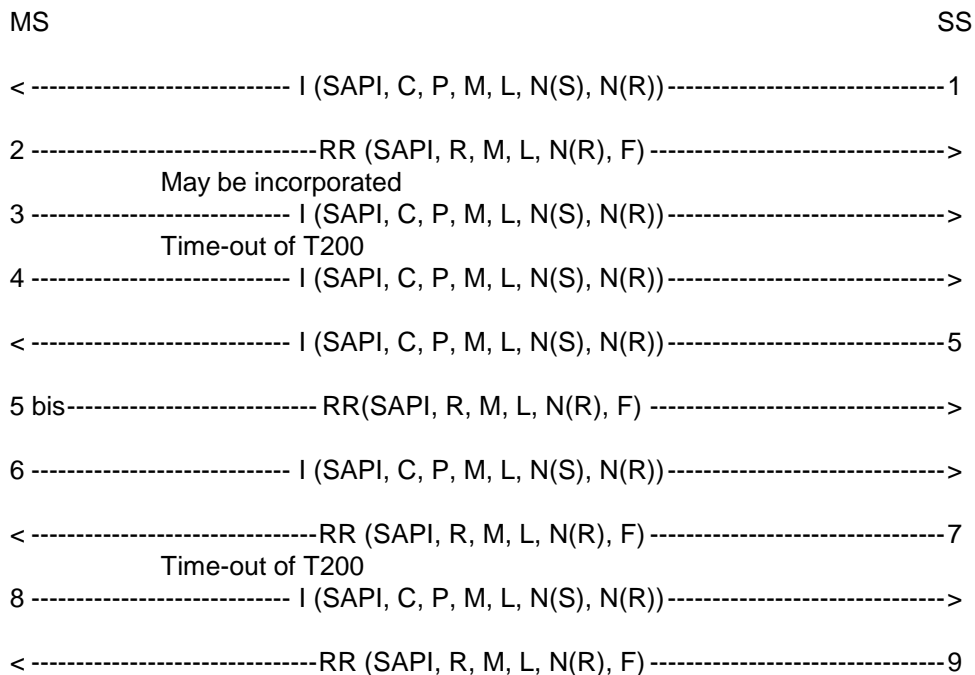 MS SS
< ----------------------------- I (SAPI, C, P, M, L, N(S), N(R))-------------------------------1
2 --------------------------------RR (SAPI, R, M, L, N(R), F) --------------------------------->
May be incorporated
3 ----------------------------- I (SAPI, C, P, M, L, N(S), N(R))------------------------------->
Time-out of T200
4 ----------------------------- I (SAPI, C, P, M, L, N(S), N(R))------------------------------->
< ----------------------------- I (SAPI, C, P, M, L, N(S), N(R))-------------------------------5
5 bis---------------------------- RR(SAPI, R, M, L, N(R), F) --------------------------------->
6 ----------------------------- I (SAPI, C, P, M, L, N(S), N(R))------------------------------->
< --------------------------------RR (SAPI, R, M, L, N(R), F) ---------------------------------7
Time-out of T200
8 ----------------------------- I (SAPI, C, P, M, L, N(S), N(R))------------------------------->
< --------------------------------RR (SAPI, R, M, L, N(R), F) ---------------------------------9